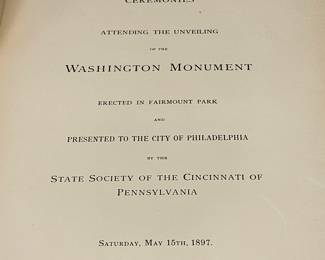 CEREMONIES
ATTENDING THE UNVEILING
OF THE
WASHINGTON MONUMENT
ERECTED IN FAIRMOUNT PARK
AND
PRESENTED TO THE CITY OF PHILADELPHIA
BY THE
STATE SOCIETY OF THE CINCINNATI OF
PENNSYLVANIA
SATURDAY, MAY 15TH, 1897.